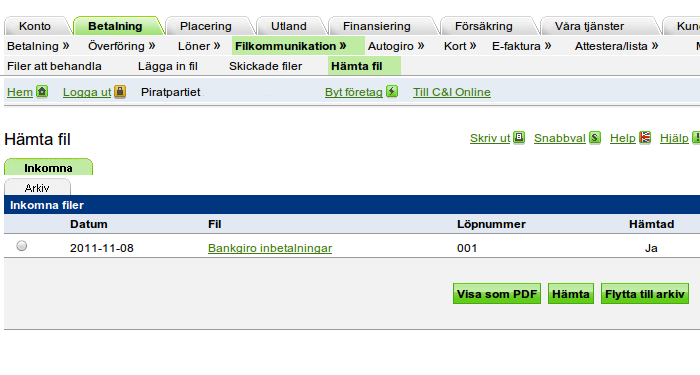 Konto Betalning Placering Utland Finansiering Försäkring Våra tjänster
Betalning » Överföring » Löner » Filkommunikation » Autogiro » Kort » E-faktura » Attestera/lista »
Filer att behandla Lägga in fil Skickade filer Hämta fil
Hem Logga ut Piratpartiet Byt företag Till C&I Online
Hämta fil Skriv ut Snabbval S Help Hjälp !
Inkomna
Arkiv
Inkomna filer
Datum Fil Löpnummer Hämtad
2011-11-08 Bankgiro inbetalningar 001 Ja
Visa som PDF Hämta Flytta till arkiv